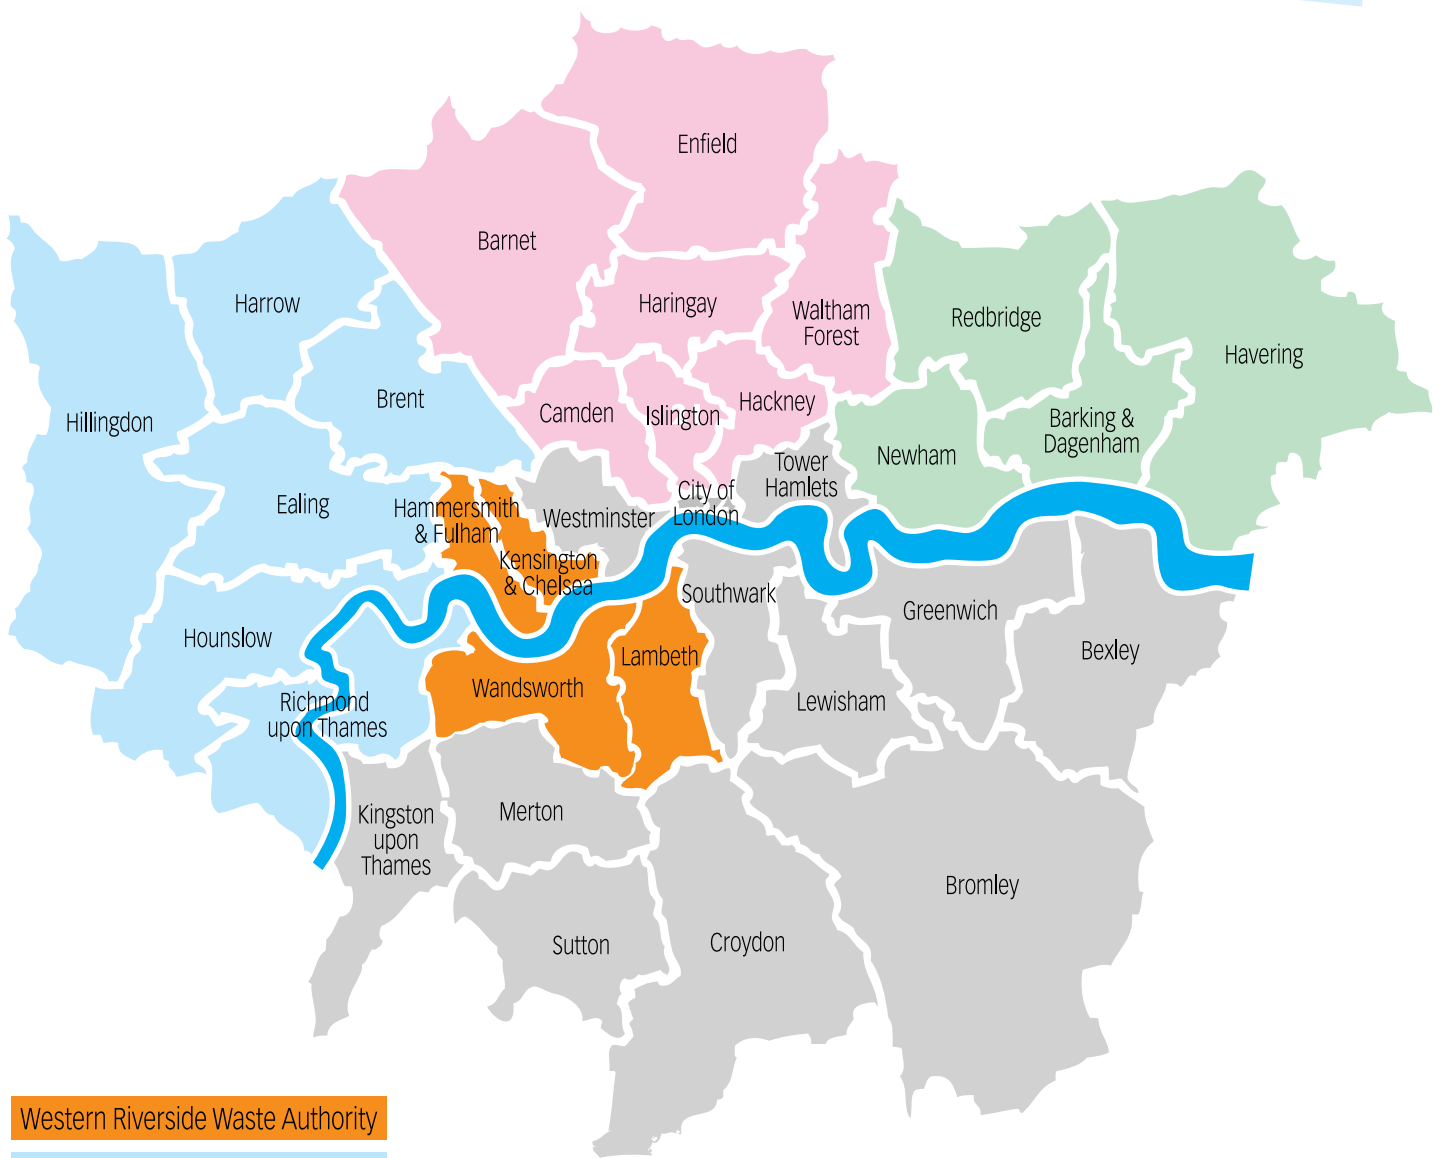 Enfield
Barnet
Harrow
Haringay
Waltham
Forest
Redbridge
Havering
Hillingdon
Brent
Camden
Islington
Hackney
Barking &
Dagenham
Newham
Tower
Hamlets
Ealing
Hammersmith
& Fulham
Westminster
City of
London
Kensington
& Chelsea
Southwark
Greenwich
Hounslow
Lambeth
Bexley
Wandsworth
Richmond
upon Thames
Lewisham
Kingston
upon
Thames
Merton
Bromley
Sutton
Croydon
Western Riverside Waste Authority